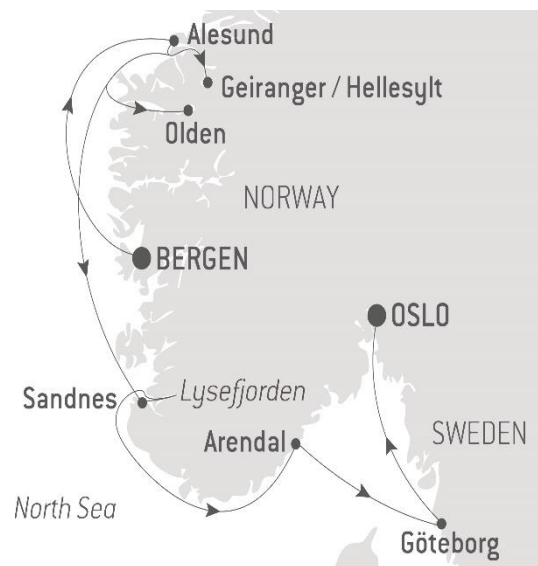 Alesund
Geiranger / Hellesylt
Olden
NORWAY
BERGEN
OSLO
Lysefjorden
Sandnes
Arendal
SWEDEN
North Sea
Göteborg